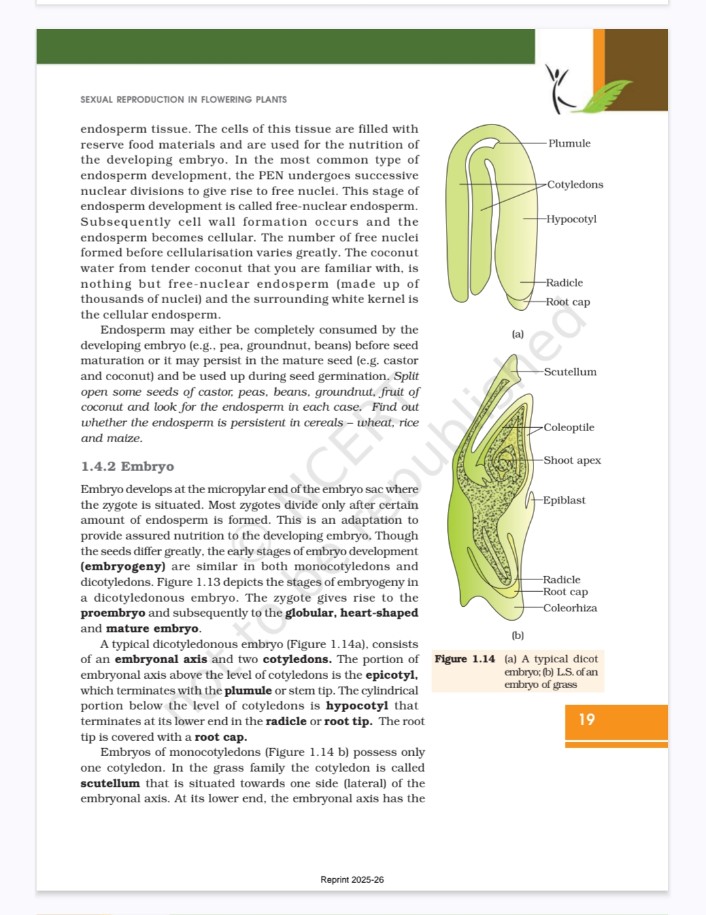 SEXUAL REPRODUCTION IN FLOWERING PLANTS
endosperm tissue. The cells of this tissue are filled with
reserve food materials and are used for the nutrition of
the developing embryo. In the most common type of
endosperm development, the PEN undergoes successive
nuclear divisions to give rise to free nuclei. This stage of
endosperm development is called free-nuclear endosperm.
Subsequently cell wall formation occurs and the
endosperm becomes cellular. The number of free nuclei
formed before cellularisation varies greatly. The coconut
water from tender coconut that you are familiar with, is
nothing but free-nuclear endosperm (made up of
thousands of nuclei) and the surrounding white kernel is
the cellular endosperm.
Endosperm may either be completely consumed by the
developing embryo (e.g., pea, groundnut, beans) before seed
maturation or it may persist in the mature seed (e.g. castor
and coconut) and be used up during seed germination. Split
open some seeds of castor, peas, beans, groundnut, fruit of
coconut and look for the endosperm in each case. Find out
whether the endosperm is persistent in cereals – wheat, rice
and maize.
1.4.2 Embryo
Embryo develops at the micropylar end of the embryo sac where
the zygote is situated. Most zygotes divide only after certain
amount of endosperm is formed. This is an adaptation to
provide assured nutrition to the developing embryo. Though
the seeds differ greatly, the early stages of embryo development
(embryogeny) are similar in both monocotyledons and
dicotyledons. Figure 1.13 depicts the stages of embryogeny in
a dicotyledonous embryo. The zygote gives rise to the
proembryo and subsequently to the globular, heart-shaped
and mature embryo.
A typical dicotyledonous embryo (Figure 1.14a), consists
of an embryonal axis and two cotyledons. The portion of
embryonal axis above the level of cotyledons is the epicotyl,
which terminates with the plumule or stem tip. The cylindrical
portion below the level of cotyledons is hypocotyl that
terminates at its lower end in the radicle or root tip. The root
tip is covered with a root cap.
Embryos of monocotyledons (Figure 1.14 b) possess only
one cotyledon. In the grass family the cotyledon is called
scutellum that is situated towards one side (lateral) of the
embryonal axis. At its lower end, the embryonal axis has the
Plumule
Cotyledons
Hypocotyl
Radicle
Root cap
(a)
Scutellum
Coleoptile
Shoot apex
Epiblast
Radicle
Root cap
Coleorhiza
(b)
Figure 1.14 (a) A typical dicot
embryo; (b) L.S. of an
embryo of grass
19
© NCERT
not to be republished
Reprint 2025-26